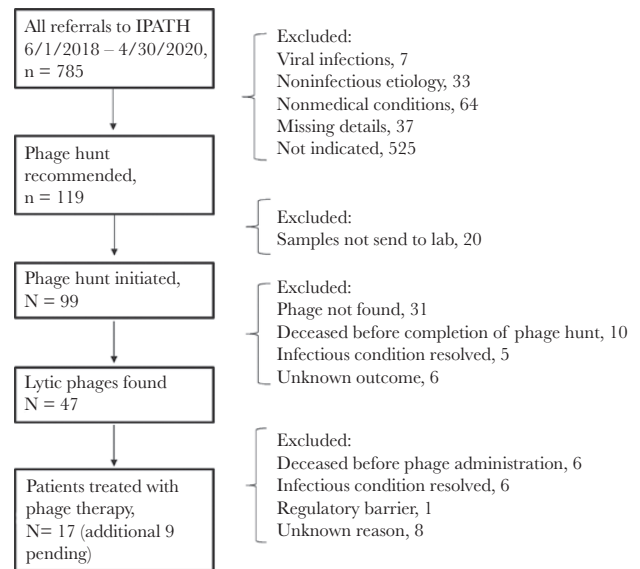 All referrals to IPATH
6/1/2018 – 4/30/2020,
n = 785
Excluded:
Viral infections, 7
Noninfectious etiology, 33
Nonmedical conditions, 64
Missing details, 37
Not indicated, 525
Phage hunt
recommended,
n = 119
Excluded:
Samples not send to lab, 20
Phage hunt initiated,
N = 99
Excluded:
Phage not found, 31
Deceased before completion of phage hunt, 10
Infectious condition resolved, 5
Unknown outcome, 6
Lytic phages found
N = 47
Excluded:
Deceased before phage administration, 6
Infectious condition resolved, 6
Regulatory barrier, 1
Unknown reason, 8
Patients treated with
phage therapy,
N= 17 (additional 9
pending)